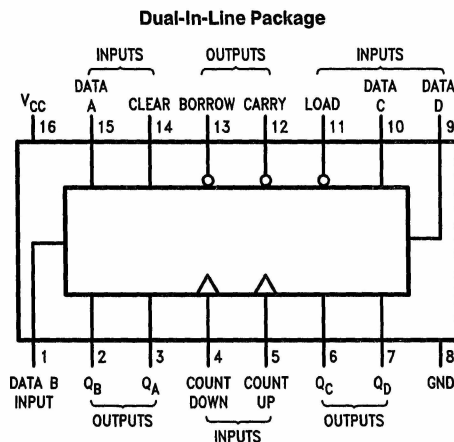 Dual-In-Line Package
INPUTS OUTPUTS INPUTS
DATA DATA DATA
VCC A CLEAR BORROW CARRY LOAD C D
16 15 14 13 12 11 10 9
1 2 3 4 5 6 7 8
DATA B QB QA COUNT COUNT QC QD GND
INPUT DOWN UP
OUTPUTS OUTPUTS
INPUTS